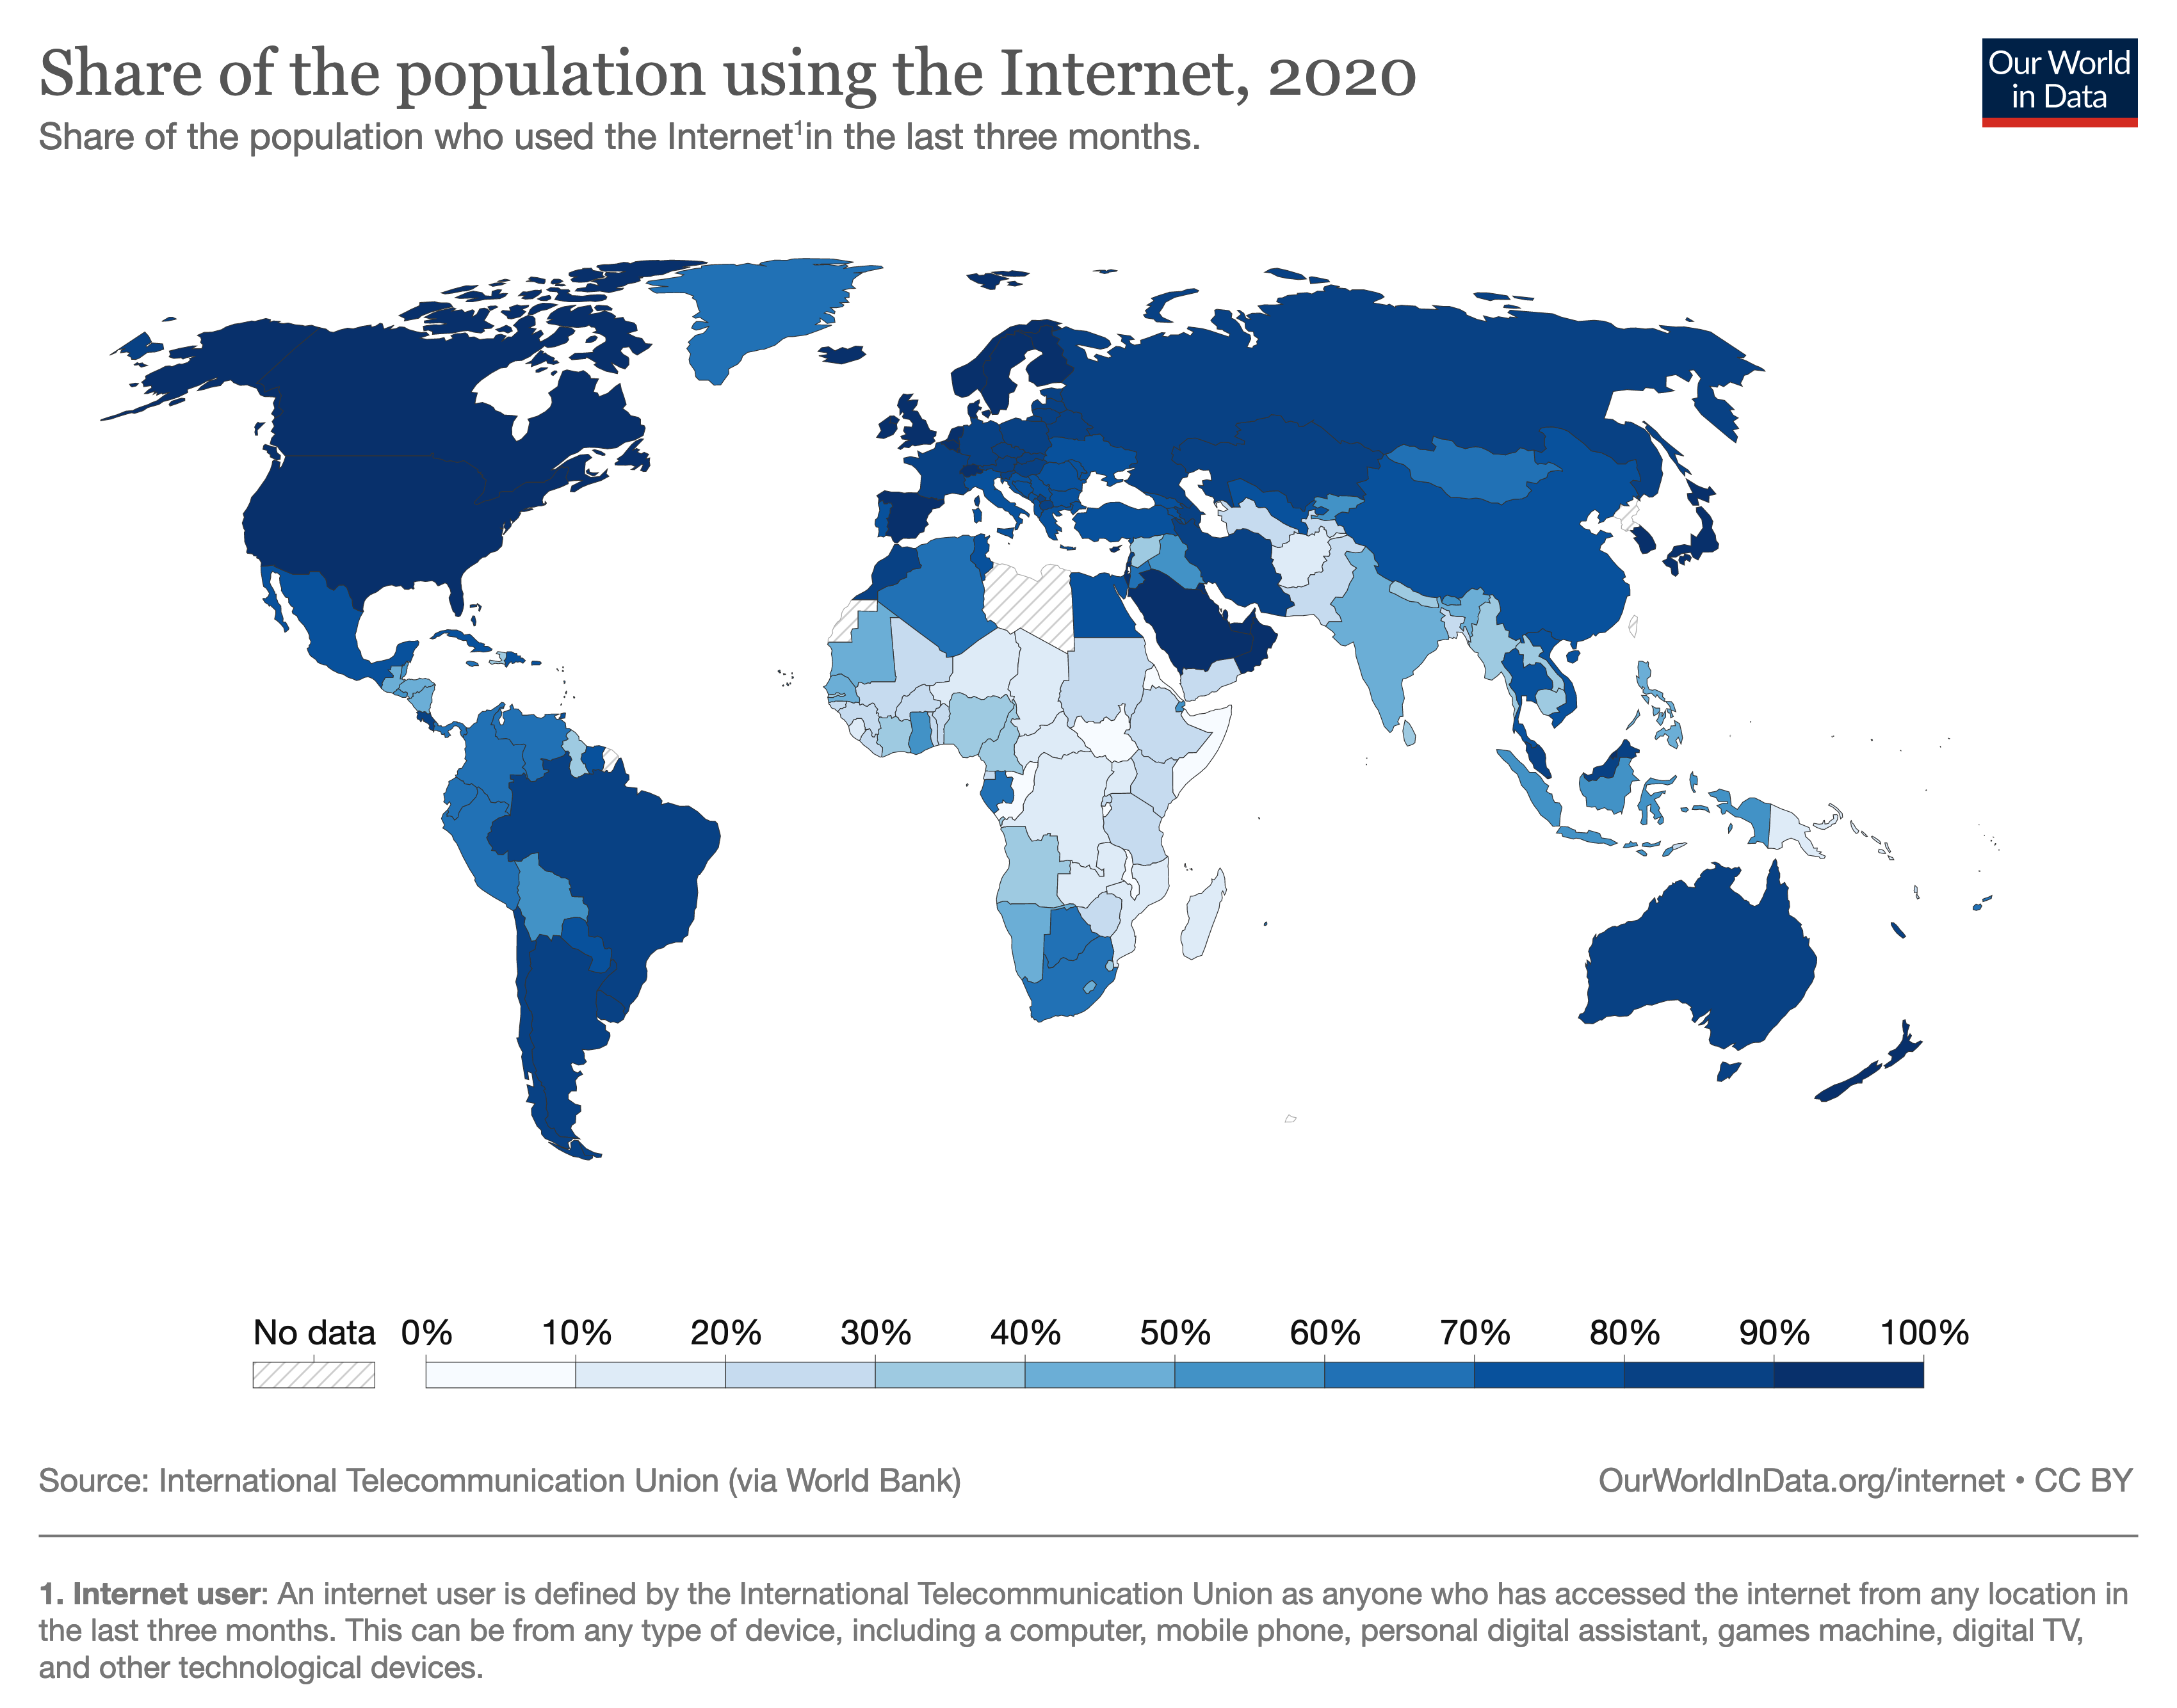 Share of the population using the Internet, 2020
Our World
in Data
Share of the population who used the Internet¹in the last three months.
No data 0% 10% 20% 30% 40% 50% 60% 70% 80% 90% 100%
Source: International Telecommunication Union (via World Bank)
OurWorldInData.org/internet • CC BY
1. Internet user: An internet user is defined by the International Telecommunication Union as anyone who has accessed the internet from any location in
the last three months. This can be from any type of device, including a computer, mobile phone, personal digital assistant, games machine, digital TV,
and other technological devices.